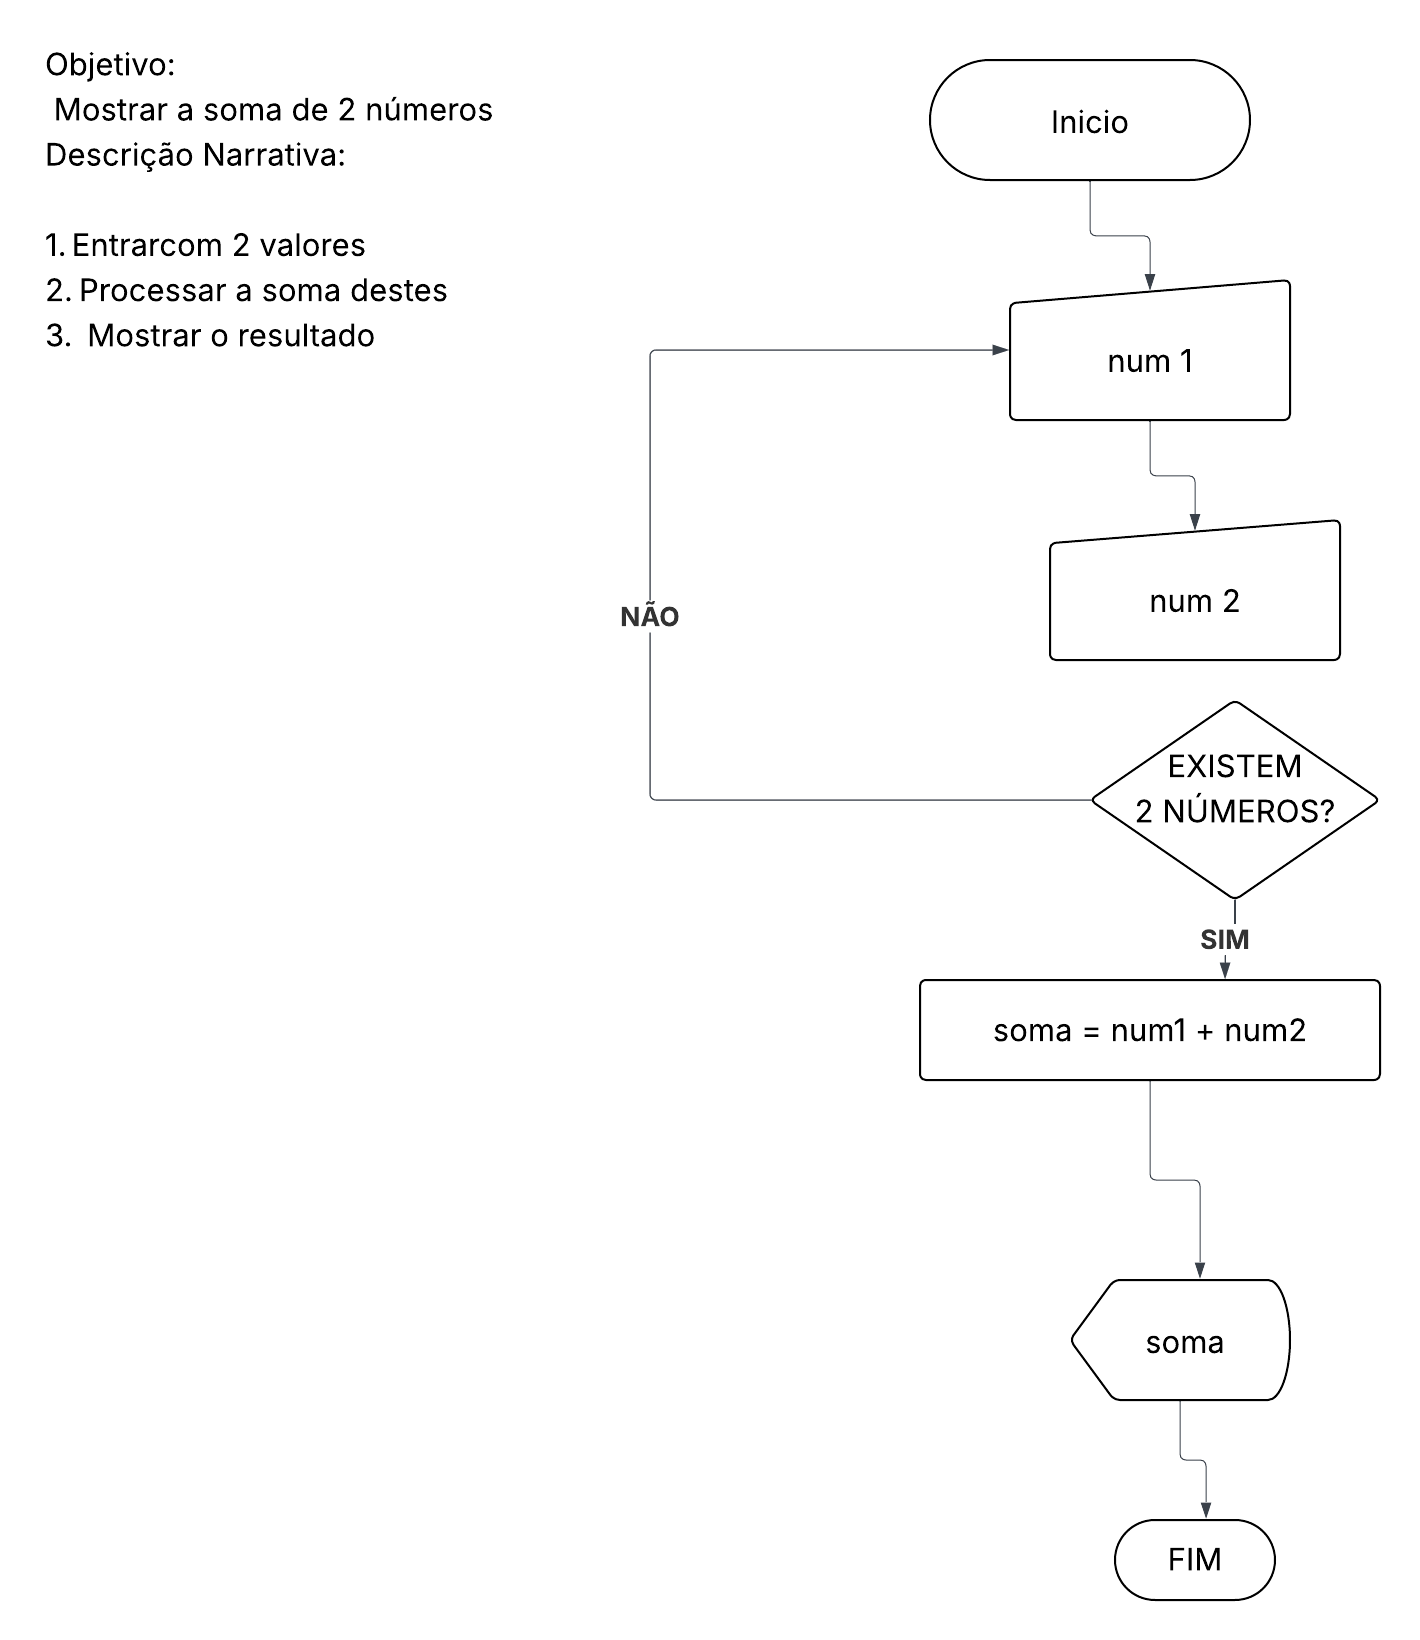 Objetivo:
Mostrar a soma de 2 números
Descrição Narrativa:
1. Entrarcom 2 valores
2. Processar a soma destes
3. Mostrar o resultado
Inicio
num 1
num 2
NÃO
EXISTEM
2 NÚMEROS?
SIM
soma = num1 + num2
soma
FIM